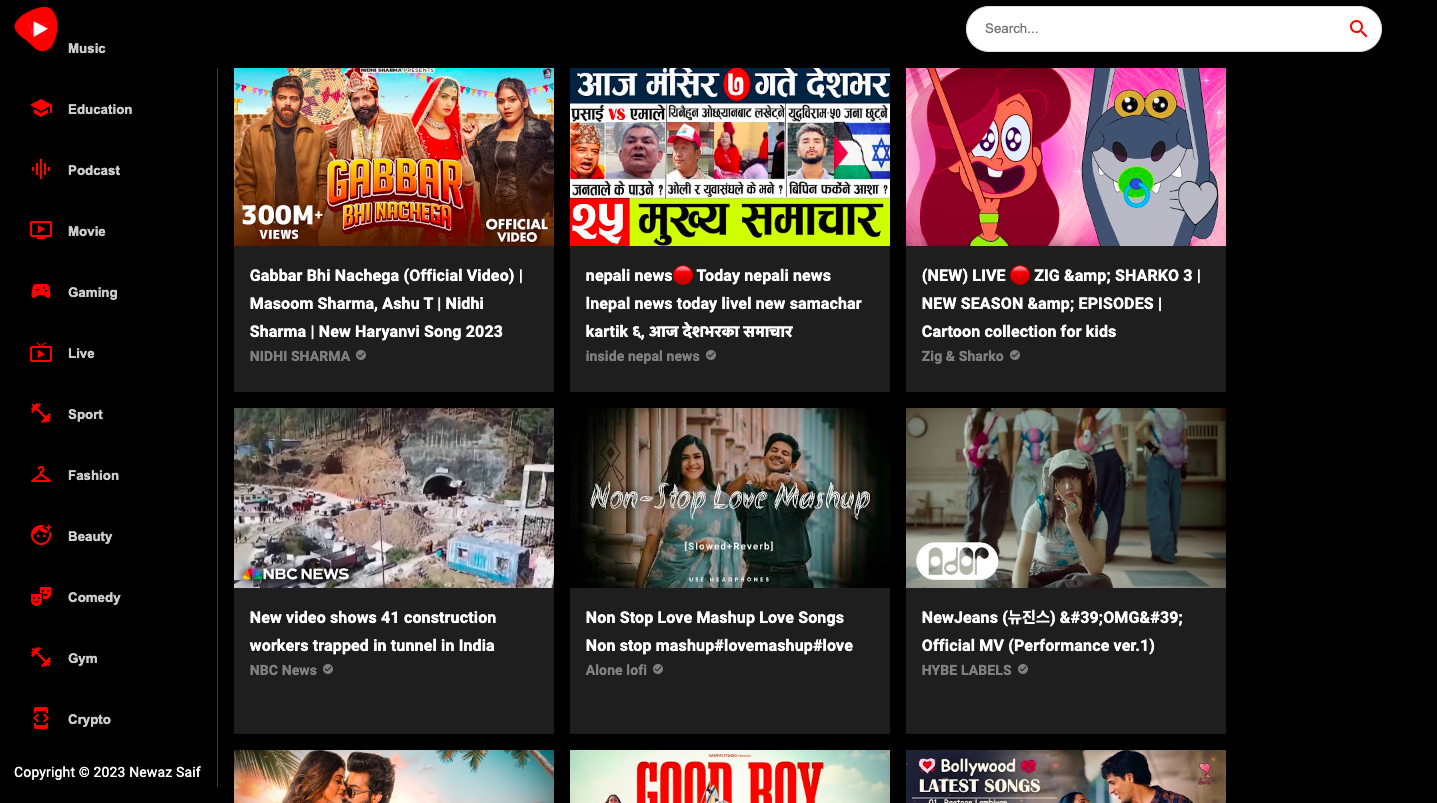 Search...
Music
Education
Podcast
Movie
Gaming
Live
Sport
Fashion
Beauty
Comedy
Gym
Crypto
Copyright © 2023 Newaz Saif
NIDHI SHARMA PRESENTS
GABBAR
BHI NACHEGA
300M+
VIEWS
OFFICIAL
VIDEO
Gabbar Bhi Nachega (Official Video) |
Masoom Sharma, Ashu T | Nidhi
Sharma | New Haryanvi Song 2023
NIDHI SHARMA
आज मंसिर ७ गते देशभर
प्रसाई VS एमाले
यिनैहुन ओछ्यानबाट लखेट्ने
युद्धविराम-५० जना छुट्ने
जनताले के पाउने ?
ओली र युवासंघले के भने ?
बिपिन फर्कने आशा ?
२५ मुख्य समाचार
nepali news🔴 Today nepali news
lnepal news today livel new samachar
kartik ६, आज देशभरका समाचार
inside nepal news
(NEW) LIVE 🔴 ZIG &amp;amp; SHARKO 3 |
NEW SEASON &amp;amp; EPISODES |
Cartoon collection for kids
Zig & Sharko
NBC NEWS
New video shows 41 construction
workers trapped in tunnel in India
NBC News
Non-Stop Love Mashup
[Slowed+Reverb]
USE HEADPHONES
Non Stop Love Mashup Love Songs
Non stop mashup#lovemashup#love
Alone lofi
ador
NewJeans (뉴진스) &amp;#39;OMG&amp;#39;
Official MV (Performance ver.1)
HYBE LABELS
GOOD BOY
Bollywood
LATEST SONGS